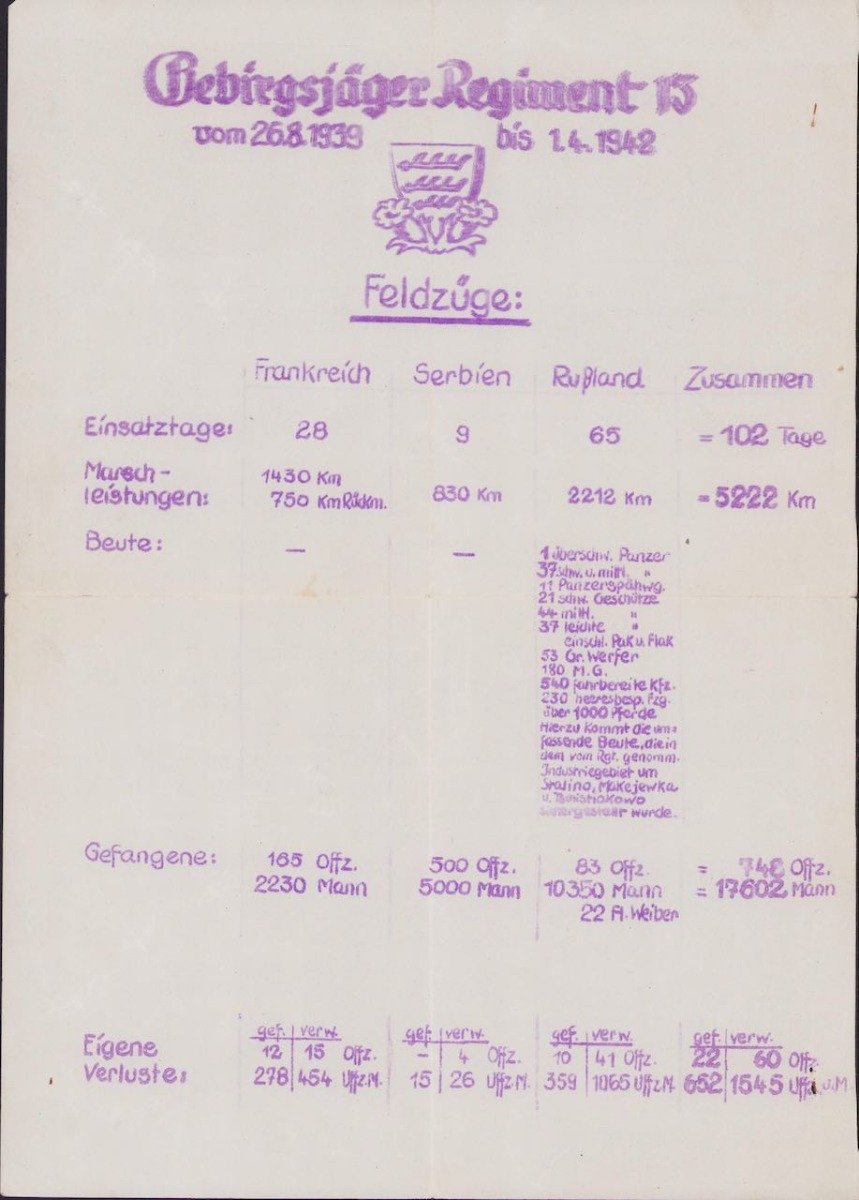 Gebirgsjäger Regiment 13
vom 26.8.1939 bis 1.4.1942
Feldzüge:
Frankreich Serbien Rußland Zusammen
Einsatztage: 28 9 65 = 102 Tage
Marsch-
leistungen: 1430 Km
750 Km Rückm. 830 Km 2212 Km = 5222 Km
Beute: — —
1 überschw. Panzer
37 schw. u. mittl. "
11 Panzerspähwg.
21 schw. Geschütze
44 mittl. "
37 leichte "
einschl. Pak u. Flak
53 Gr. Werfer
180 M.G.
540 fahrbereite Kfz.
230 heeresbesp. Fzg.
über 1000 Pferde
Hierzu kommt die um=
fassende Beute, die in
dem vom Rgt. genomm.
Industriegebiet um
Stalino, Makejewka
u.
wurde.
Gefangene: 165 Offz. 500 Offz. 83 Offz. = 748 Offz.
2230 Mann 5000 Mann 10350 Mann = 17602 Mann
22 Fl. Weiber
Eigene
Verluste:
gef. verw. gef. verw. gef. verw. gef. verw.
12 15 Offz. – 4 Offz. 10 41 Offz. 22 60 Offz.
278 454 Uffz.M. 15 26 Uffz.M. 359 1065 Uffz.M. 652 1545 Uffz. u. M.